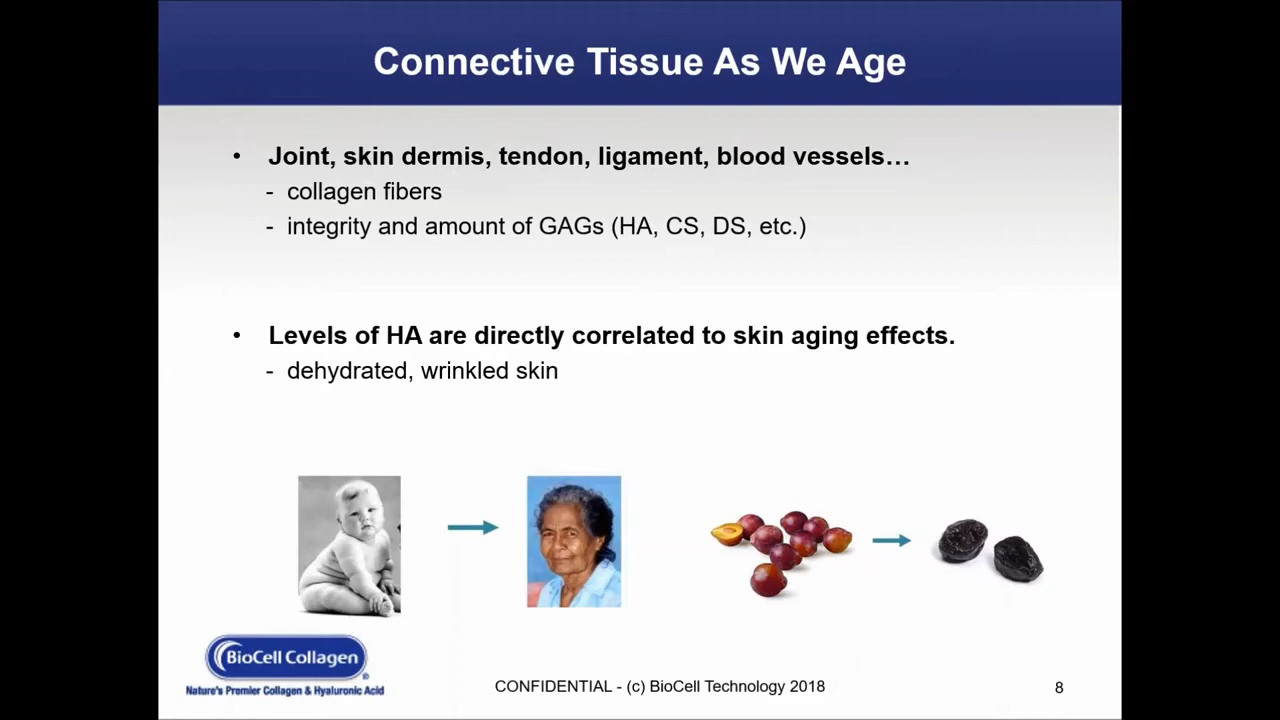 Connective Tissue As We Age
• Joint, skin dermis, tendon, ligament, blood vessels…
- collagen fibers
- integrity and amount of GAGs (HA, CS, DS, etc.)
• Levels of HA are directly correlated to skin aging effects.
- dehydrated, wrinkled skin
BioCell Collagen®
Nature's Premier Collagen & Hyaluronic Acid
CONFIDENTIAL - (c) BioCell Technology 2018
8